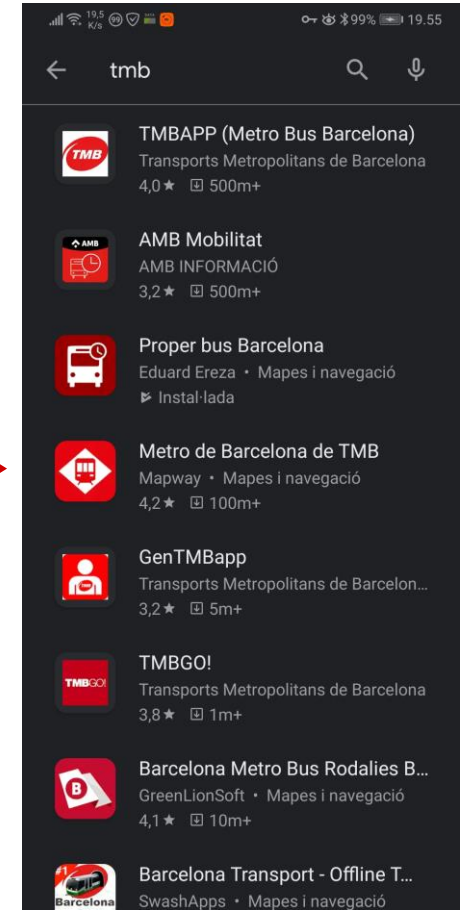 19,5 K/s 99 99% 19.55
tmb
TMB
TMBAPP (Metro Bus Barcelona)
Transports Metropolitans de Barcelona
4,0★ 500m+
AMB
AMB Mobilitat
AMB INFORMACIÓ
3,2★ 500m+
Proper bus Barcelona
Eduard Ereza • Mapes i navegació
Instal·lada
Metro de Barcelona de TMB
Mapway • Mapes i navegació
4,2★ 100m+
GenTMBapp
Transports Metropolitans de Barcelon...
3,2★ 5m+
TMBGO!
TMBGO!
Transports Metropolitans de Barcelona
3,8★ 1m+
B
Barcelona Metro Bus Rodalies B...
GreenLionSoft • Mapes i navegació
4,1★ 10m+
#1
Barcelona
Barcelona Transport - Offline T...
SwashApps • Mapes i navegació